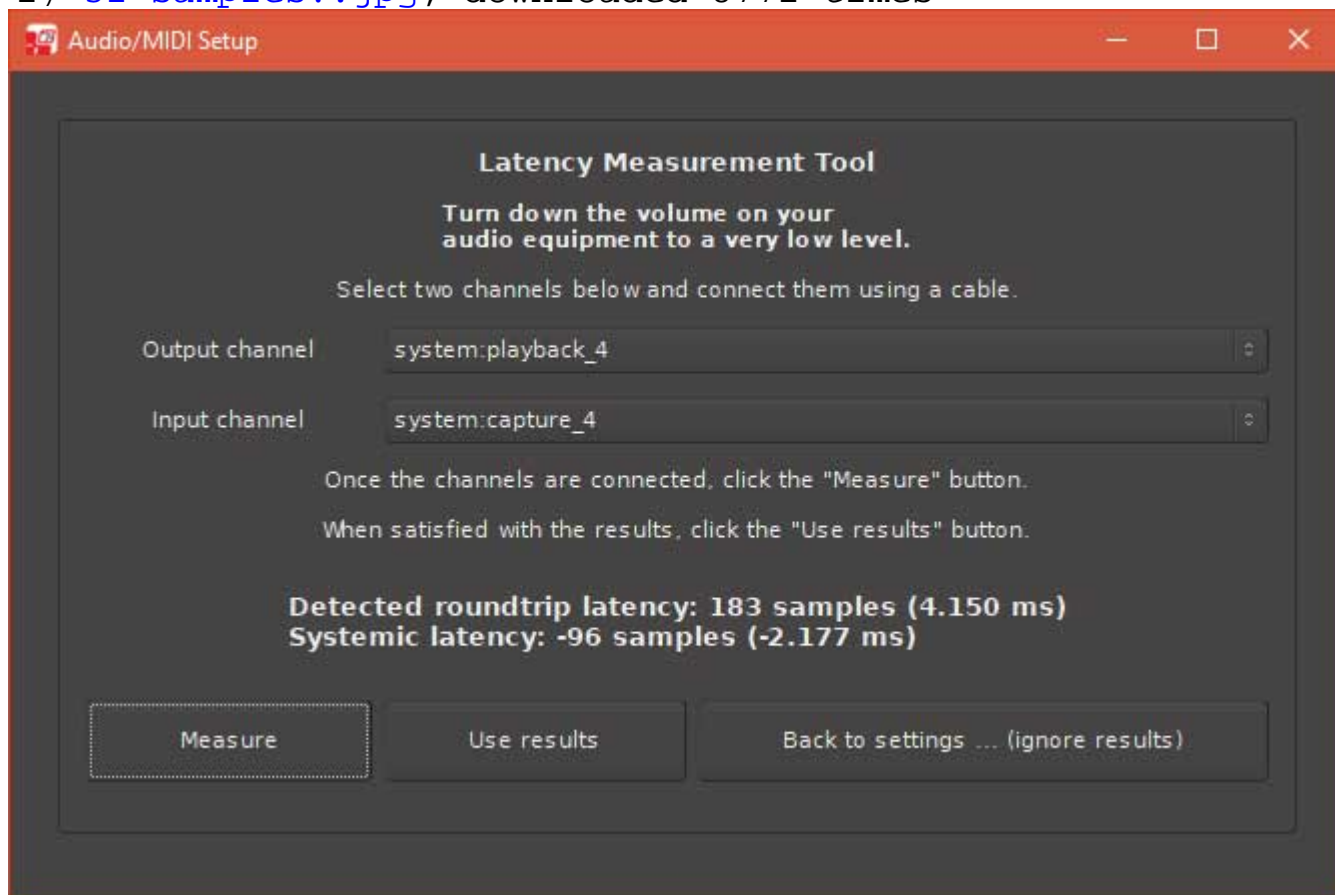 Audio/MIDI Setup
Latency Measurement Tool
Turn down the volume on your
audio equipment to a very low level.
Select two channels below and connect them using a cable.
Output channel system:playback_4
Input channel system:capture_4
Once the channels are connected, click the "Measure" button.
When satisfied with the results, click the "Use results" button.
Detected roundtrip latency: 183 samples (4.150 ms)
Systemic latency: -96 samples (-2.177 ms)
Measure Use results Back to settings ... (ignore results)